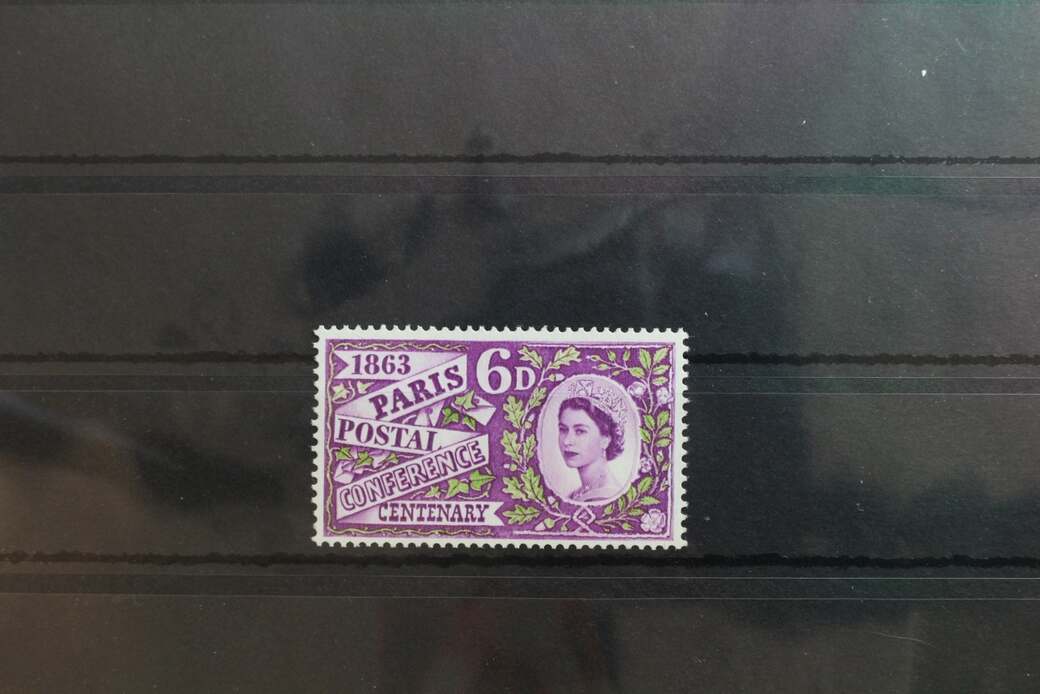 1863
PARIS
POSTAL
CONFERENCE
CENTENARY
6D